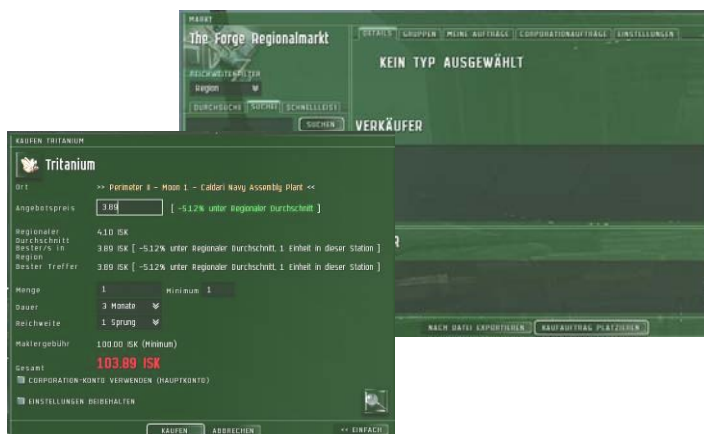 MARKT
The Forge Regionalmarkt
REICHWEITENFILTER
Region
DURCHSUCHE SUCHE SCHNELLLEIST
SUCHEN
DETAILS GRUPPEN MEINE AUFTRÄGE CORPORATIONAUFTRÄGE EINSTELLUNGEN
KEIN TYP AUSGEWÄHLT
VERKÄUFER
R
NACH DATEI EXPORTIEREN KAUFAUFTRAG PLATZIEREN
KAUFEN TRITANIUM
Tritanium
Ort >> Perimeter II - Moon 1 - Caldari Navy Assembly Plant <<
Angebotspreis 3.89 [ -5.12% unter Regionaler Durchschnitt ]
Regionaler Durchschnitt 4.10 ISK
Bester/s in Region 3.89 ISK [ -5.12% unter Regionaler Durchschnitt, 1 Einheit in dieser Station ]
Bester Treffer 3.89 ISK [ -5.12% unter Regionaler Durchschnitt, 1 Einheit in dieser Station ]
Menge 1 Minimum 1
Dauer 3 Monate
Reichweite 1 Sprung
Maklergebühr 100.00 ISK (Minimum)
Gesamt 103.89 ISK
CORPORATION-KONTO VERWENDEN (HAUPTKONTO)
EINSTELLUNGEN BEIBEHALTEN
KAUFEN ABBRECHEN << EINFACH